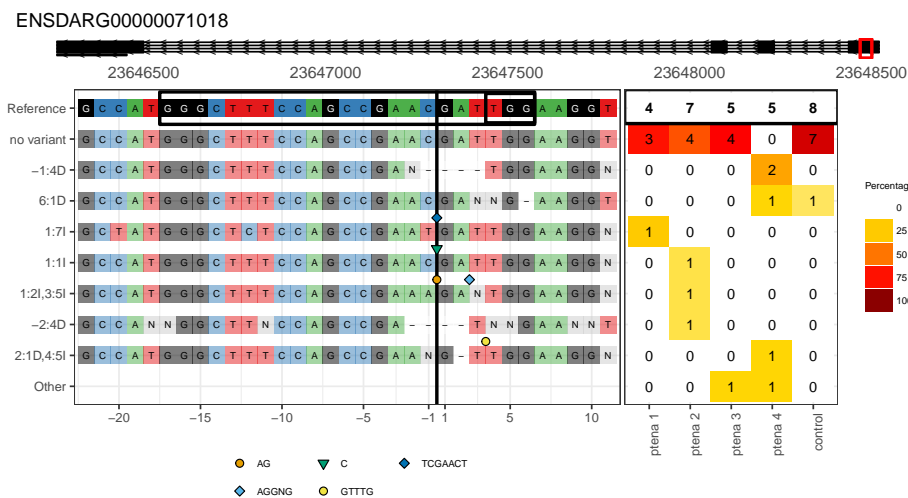 ENSDARG00000071018
23646500 23647000 23647500 23648000 23648500
Reference G C C A T G G G C T T T C C A G C C G A A C G A T T G G A A G G T 4 7 5 5 8
no variant G C C A T G G G C T T T C C A G C C G A A C G A T T G G A A G G T 3 4 4 0 7
−1:4D G C C A T G G G C T T T C C A G C C G A N - - - - T G G A A G G N 0 0 0 2 0
6:1D G C C A T G G G C T T T C C A G C C G A A C G A N N G - A A G G T 0 0 0 1 1
1:7I G C T A T G G G C T C T C C A G C C G A A T G A T T G G A A G G N 1 0 0 0 0
1:1I G C C A T G G G C T T T C C A G C C G A A C G A T T G G A A G G N 0 1 0 0 0
1:2I,3:5I G C C A T G G G C T T T C C A G C C G A A A G A N T G G A A G G N 0 1 0 0 0
−2:4D G C C A N N G G C T T N C C A G C C G A - - - - T N N G A A N N T 0 1 0 0 0
2:1D,4:5I G C C A T G G G C T T T C C A G C C G A A N G - T T G G A A G G N 0 0 0 1 0
Other 0 0 1 1 0
−20 −15 −10 −5 −1 1 5 10
ptena 1 ptena 2 ptena 3 ptena 4 control
Percentag
0
25
50
75
100
AG C TCGAACT
AGGNG GTTTG